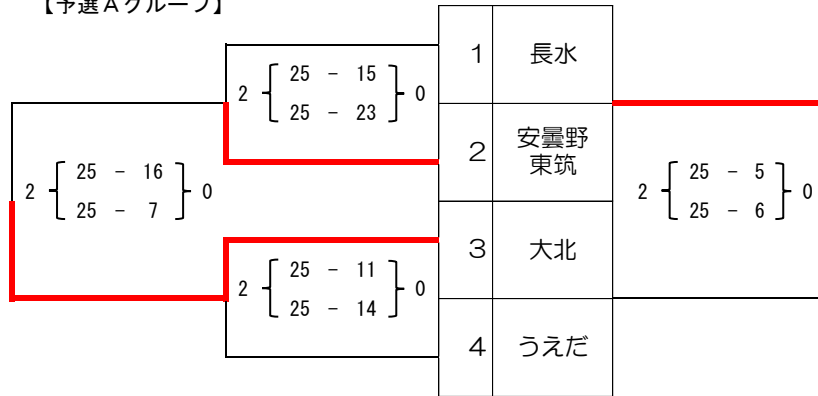 【予選Aグループ】
1 長水
2 25 - 15 0
25 - 23
2 安曇野
東筑
2 25 - 16 0
25 - 7
2 25 - 5 0
25 - 6
3 大北
2 25 - 11 0
25 - 14
4 うえだ